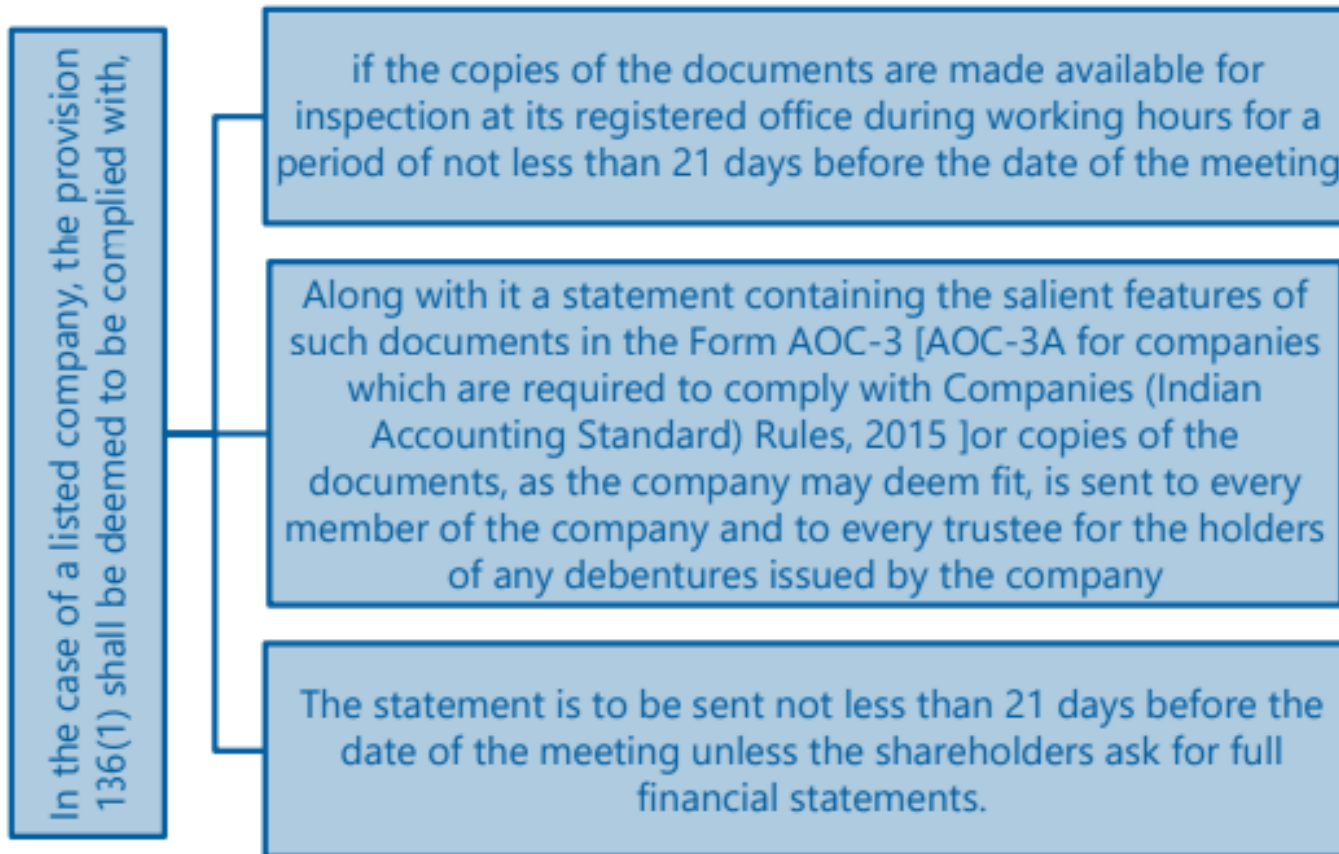 In the case of a listed company, the provision
136(1) shall be deemed to be complied with,
if the copies of the documents are made available for
inspection at its registered office during working hours for a
period of not less than 21 days before the date of the meeting
Along with it a statement containing the salient features of
such documents in the Form AOC-3 [AOC-3A for companies
which are required to comply with Companies (Indian
Accounting Standard) Rules, 2015 ]or copies of the
documents, as the company may deem fit, is sent to every
member of the company and to every trustee for the holders
of any debentures issued by the company
The statement is to be sent not less than 21 days before the
date of the meeting unless the shareholders ask for full
financial statements.